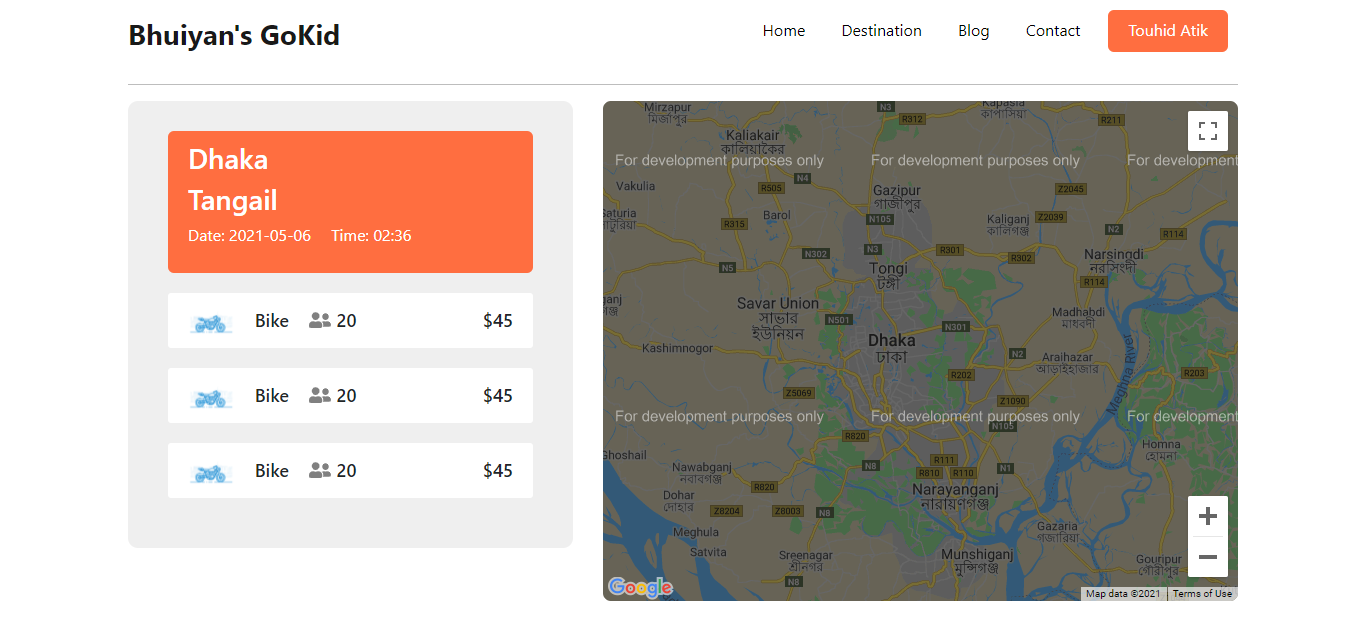 Bhuiyan's GoKid
Home Destination Blog Contact Touhid Atik
Dhaka
Tangail
Date: 2021-05-06 Time: 02:36
Bike 20 $45
Bike 20 $45
Bike 20 $45
Mirzapur
মির্জাপুর
N3
Kapasia
কাপাসিয়া
R312
R211
Kaliakair
কালিয়াকৈর
For development purposes only
For development purposes only
For development
N4
Vakulia
R505
Gazipur
গাজীপুর
Z2045
Barol
R315
N105
Kaliganj
কালিগঞ্জ
Z2039
N2
R114
N302
N3
R301
R302
Narsingdi
নরসিংদী
N5
Tongi
টঙ্গী
R114
Savar Union
সাভার
ইউনিয়ন
N501
N301
Madhabdi
মাধবদী
Dhaka
ঢাকা
Kashimnogor
N2
Araihazar
আড়াইহাজার
Meghna River
R202
R203
Z5069
Z1090
For development purposes only
For development purposes only
For development
N105
R820
Homna
হোমনা
Ghoshail
Nawabganj
নবাবগঞ্জ
N8
R111
R810
R110
N1
R820
Dohar
দোহার
Narayanganj
নারায়ণগঞ্জ
Z8204
Z8003
N8
Meghula
Gazaria
গজারিয়া
Satvita
Sreenagar
শ্রীনগর
Munshiganj
মুন্সিগঞ্জ
Gouripur
গৌরীপুর
N8
Google
Map data ©2021 Terms of Use